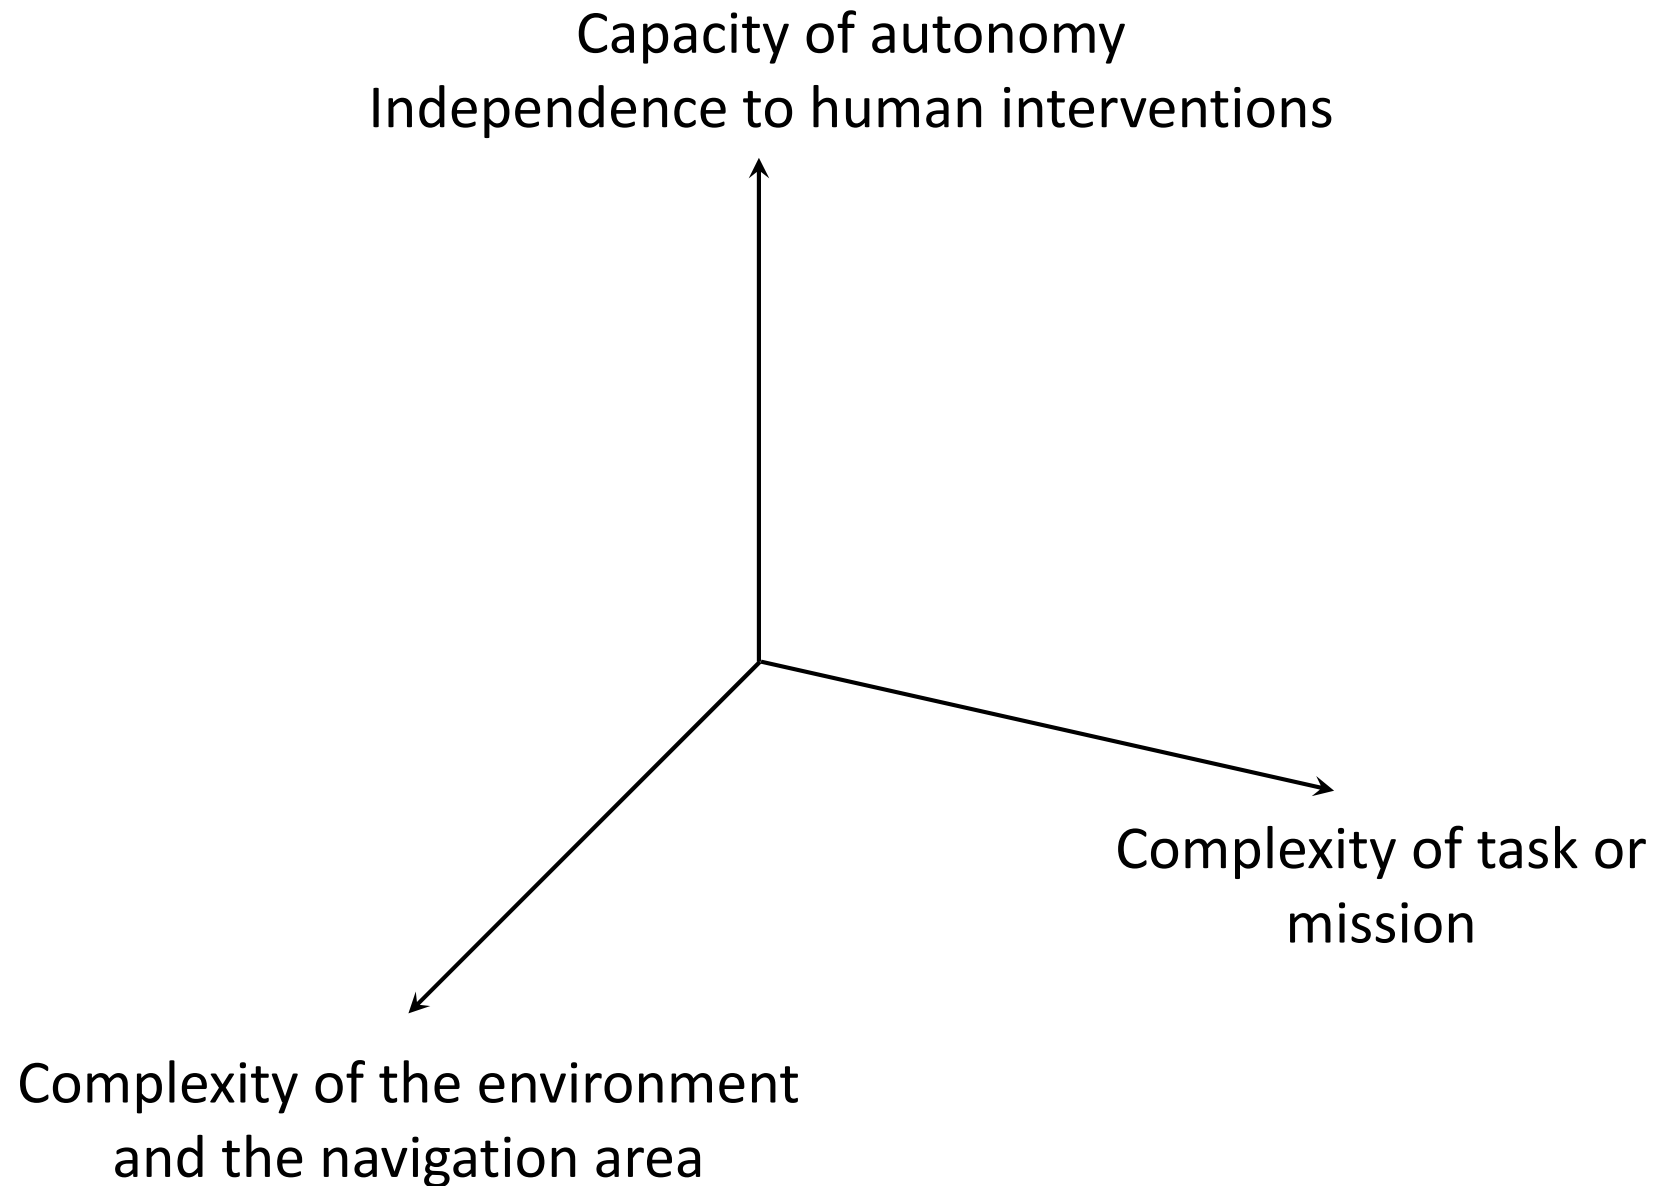 Capacity of autonomy
Independence to human interventions
Complexity of task or
mission
Complexity of the environment
and the navigation area